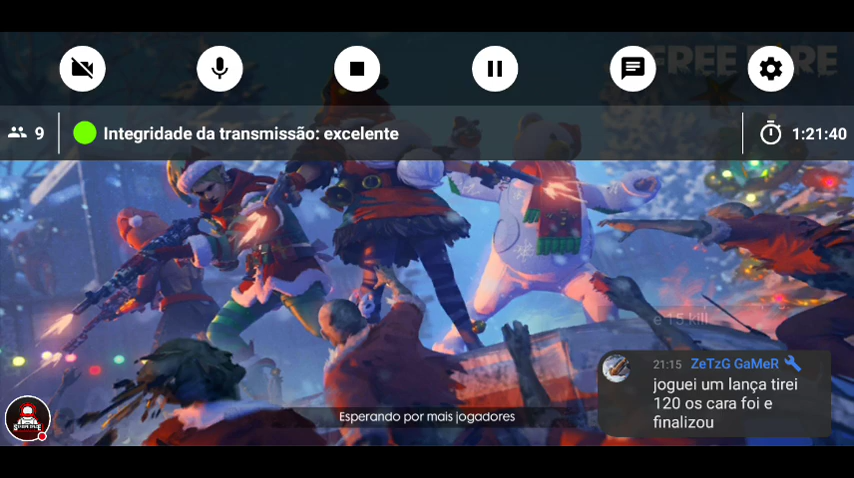 FREE FIRE
9
Integridade da transmissão: excelente
1:21:40
e 15 kill
21:15 ZeTzG GaMeR
joguei um lança tirei
120 os cara foi e
finalizou
Esperando por mais jogadores